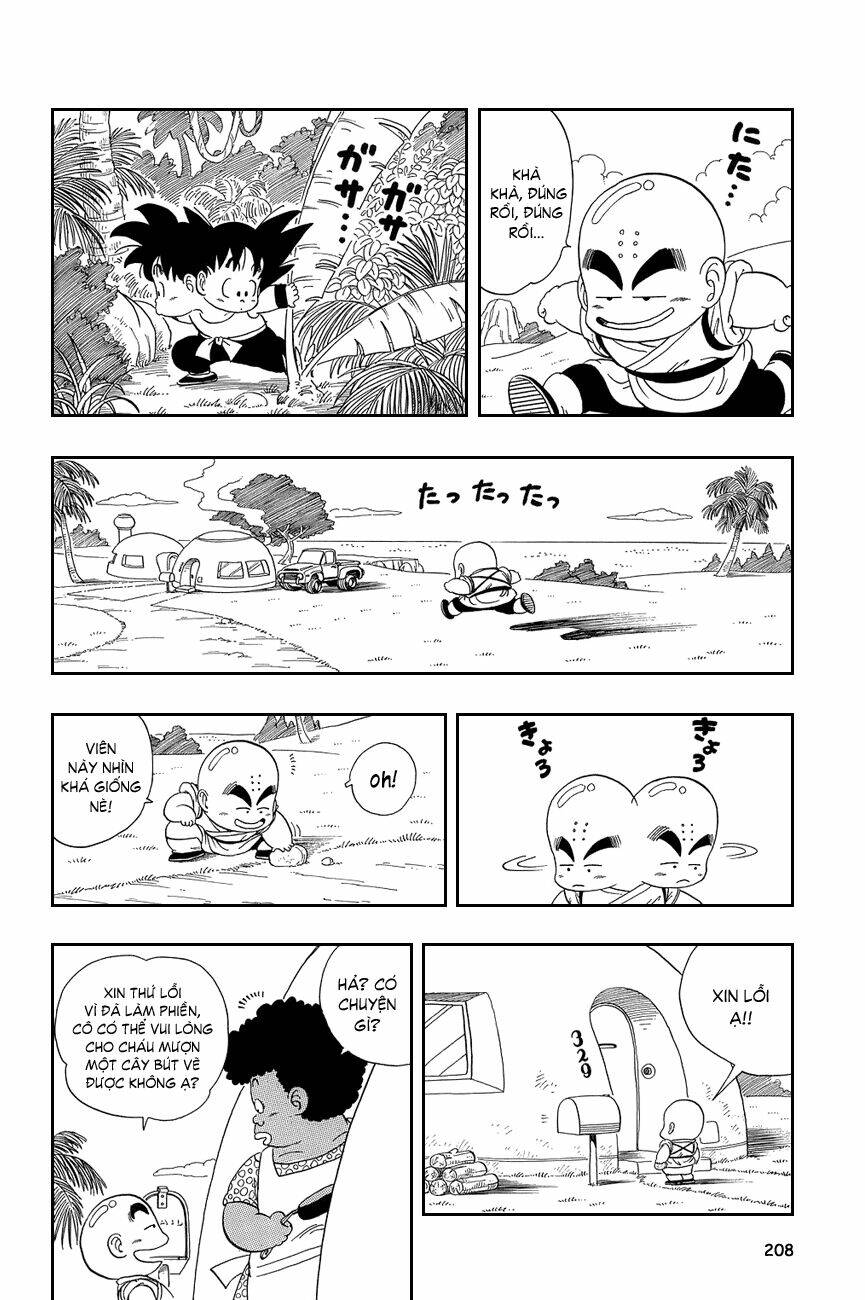 にた…
KHÀ
KHÀ, ĐÚNG
RỒI, ĐÚNG
RỒI...
ガサ
ガサ…
たったったっ
きょろ
きょろ
oh!
VIÊN
NÀY NHÌN
KHÁ GIỐNG
NÈ!
XIN LỖI
Ạ!!
329
HẢ? CÓ
CHUYỆN
GÌ?
XIN THỨ LỖI
VÌ ĐÃ LÀM PHIỀN,
CÔ CÓ THỂ VUI LÒNG
CHO CHÁU MƯỢN
MỘT CÂY BÚT VẼ
ĐƯỢC KHÔNG Ạ?
208